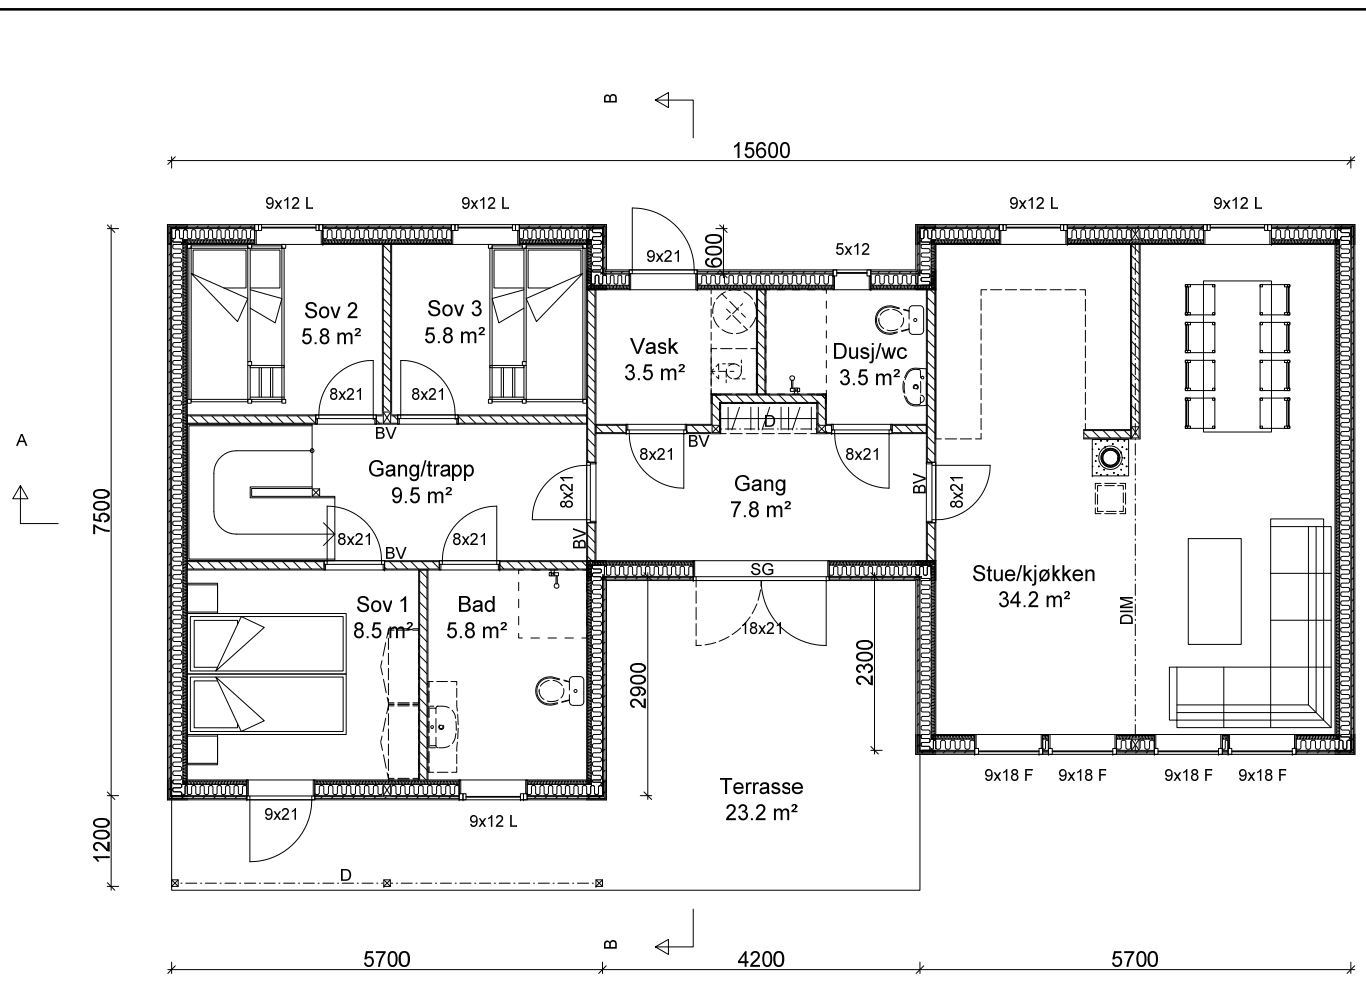 B
15600
9x12 L
9x12 L
9x12 L
9x12 L
600
9x21
5x12
Sov 2
5.8 m²
Sov 3
5.8 m²
Vask
3.5 m²
Dusj/wc
3.5 m²
8x21
8x21
D
BV
BV
A
8x21
8x21
Gang/trapp
9.5 m²
Gang
7.8 m²
8x21
BV
8x21
7500
8x21
8x21
BV
BV
SG
Stue/kjøkken
34.2 m²
Sov 1
8.5 m²
Bad
5.8 m²
DIM
18x21
2900
2300
9x18 F
9x18 F
9x18 F
9x18 F
Terrasse
23.2 m²
9x21
9x12 L
1200
D
B
5700
4200
5700